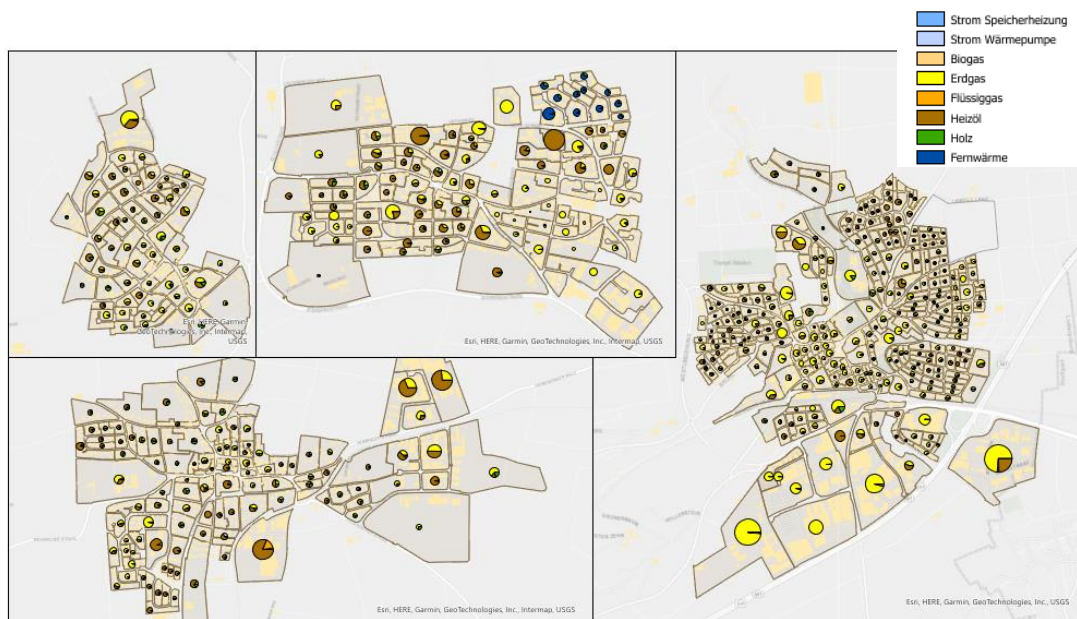 Strom Speicherheizung
Strom Wärmepumpe
Biogas
Erdgas
Flüssiggas
Heizöl
Holz
Fernwärme
Esri, HERE, Garmin,
GeoTechnologies, Inc., Intermap,
USGS
Esri, HERE, Garmin, GeoTechnologies, Inc., Intermap, USGS
Esri, HERE, Garmin, GeoTechnologies, Inc., Intermap, USGS
Esri, HERE, Garmin, GeoTechnologies, Inc., Intermap, USGS